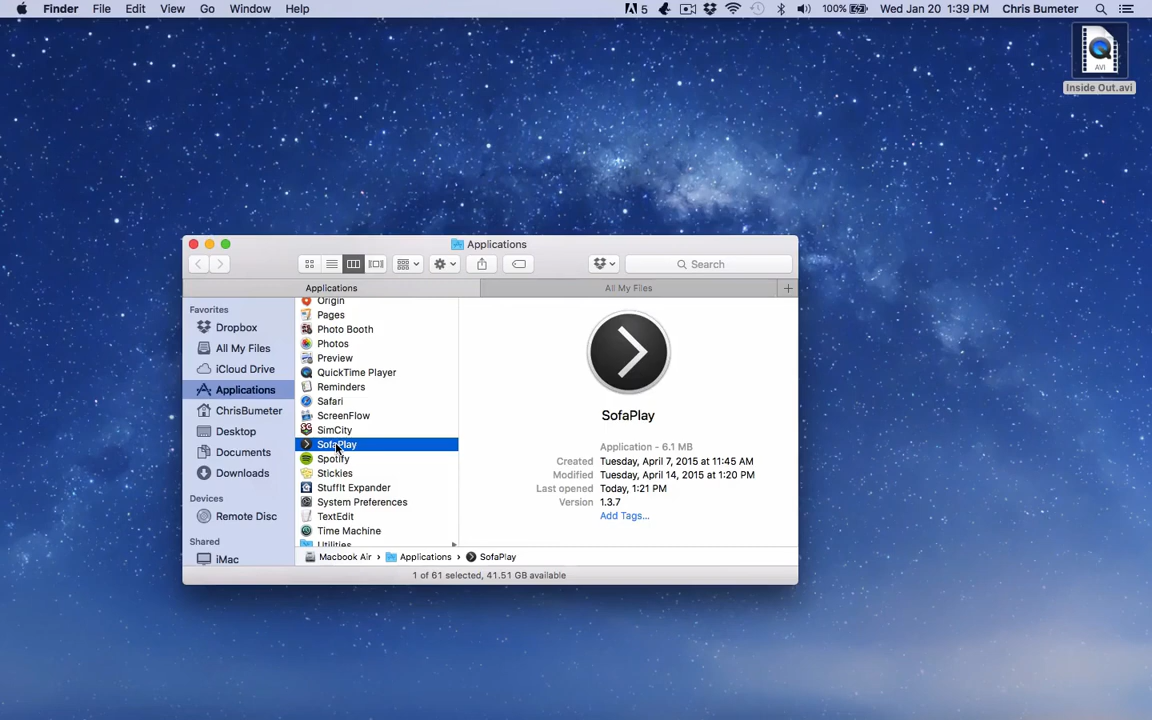 Finder File Edit View Go Window Help 5 100% Wed Jan 20 1:39 PM Chris Bumeter
AVI
Inside Out.avi
Applications
Search
Applications All My Files +
Favorites
Dropbox
All My Files
iCloud Drive
Applications
ChrisBumeter
Desktop
Documents
Downloads
Devices
Remote Disc
Shared
iMac
Origin
Pages
Photo Booth
Photos
Preview
QuickTime Player
Reminders
Safari
ScreenFlow
SimCity
SofaPlay
Spotify
Stickies
StuffIt Expander
System Preferences
TextEdit
Time Machine
Utilities
SofaPlay
Application - 6.1 MB
Created Tuesday, April 7, 2015 at 11:45 AM
Modified Tuesday, April 14, 2015 at 1:20 PM
Last opened Today, 1:21 PM
Version 1.3.7
Add Tags...
Macbook Air › Applications › SofaPlay
1 of 61 selected, 41.51 GB available